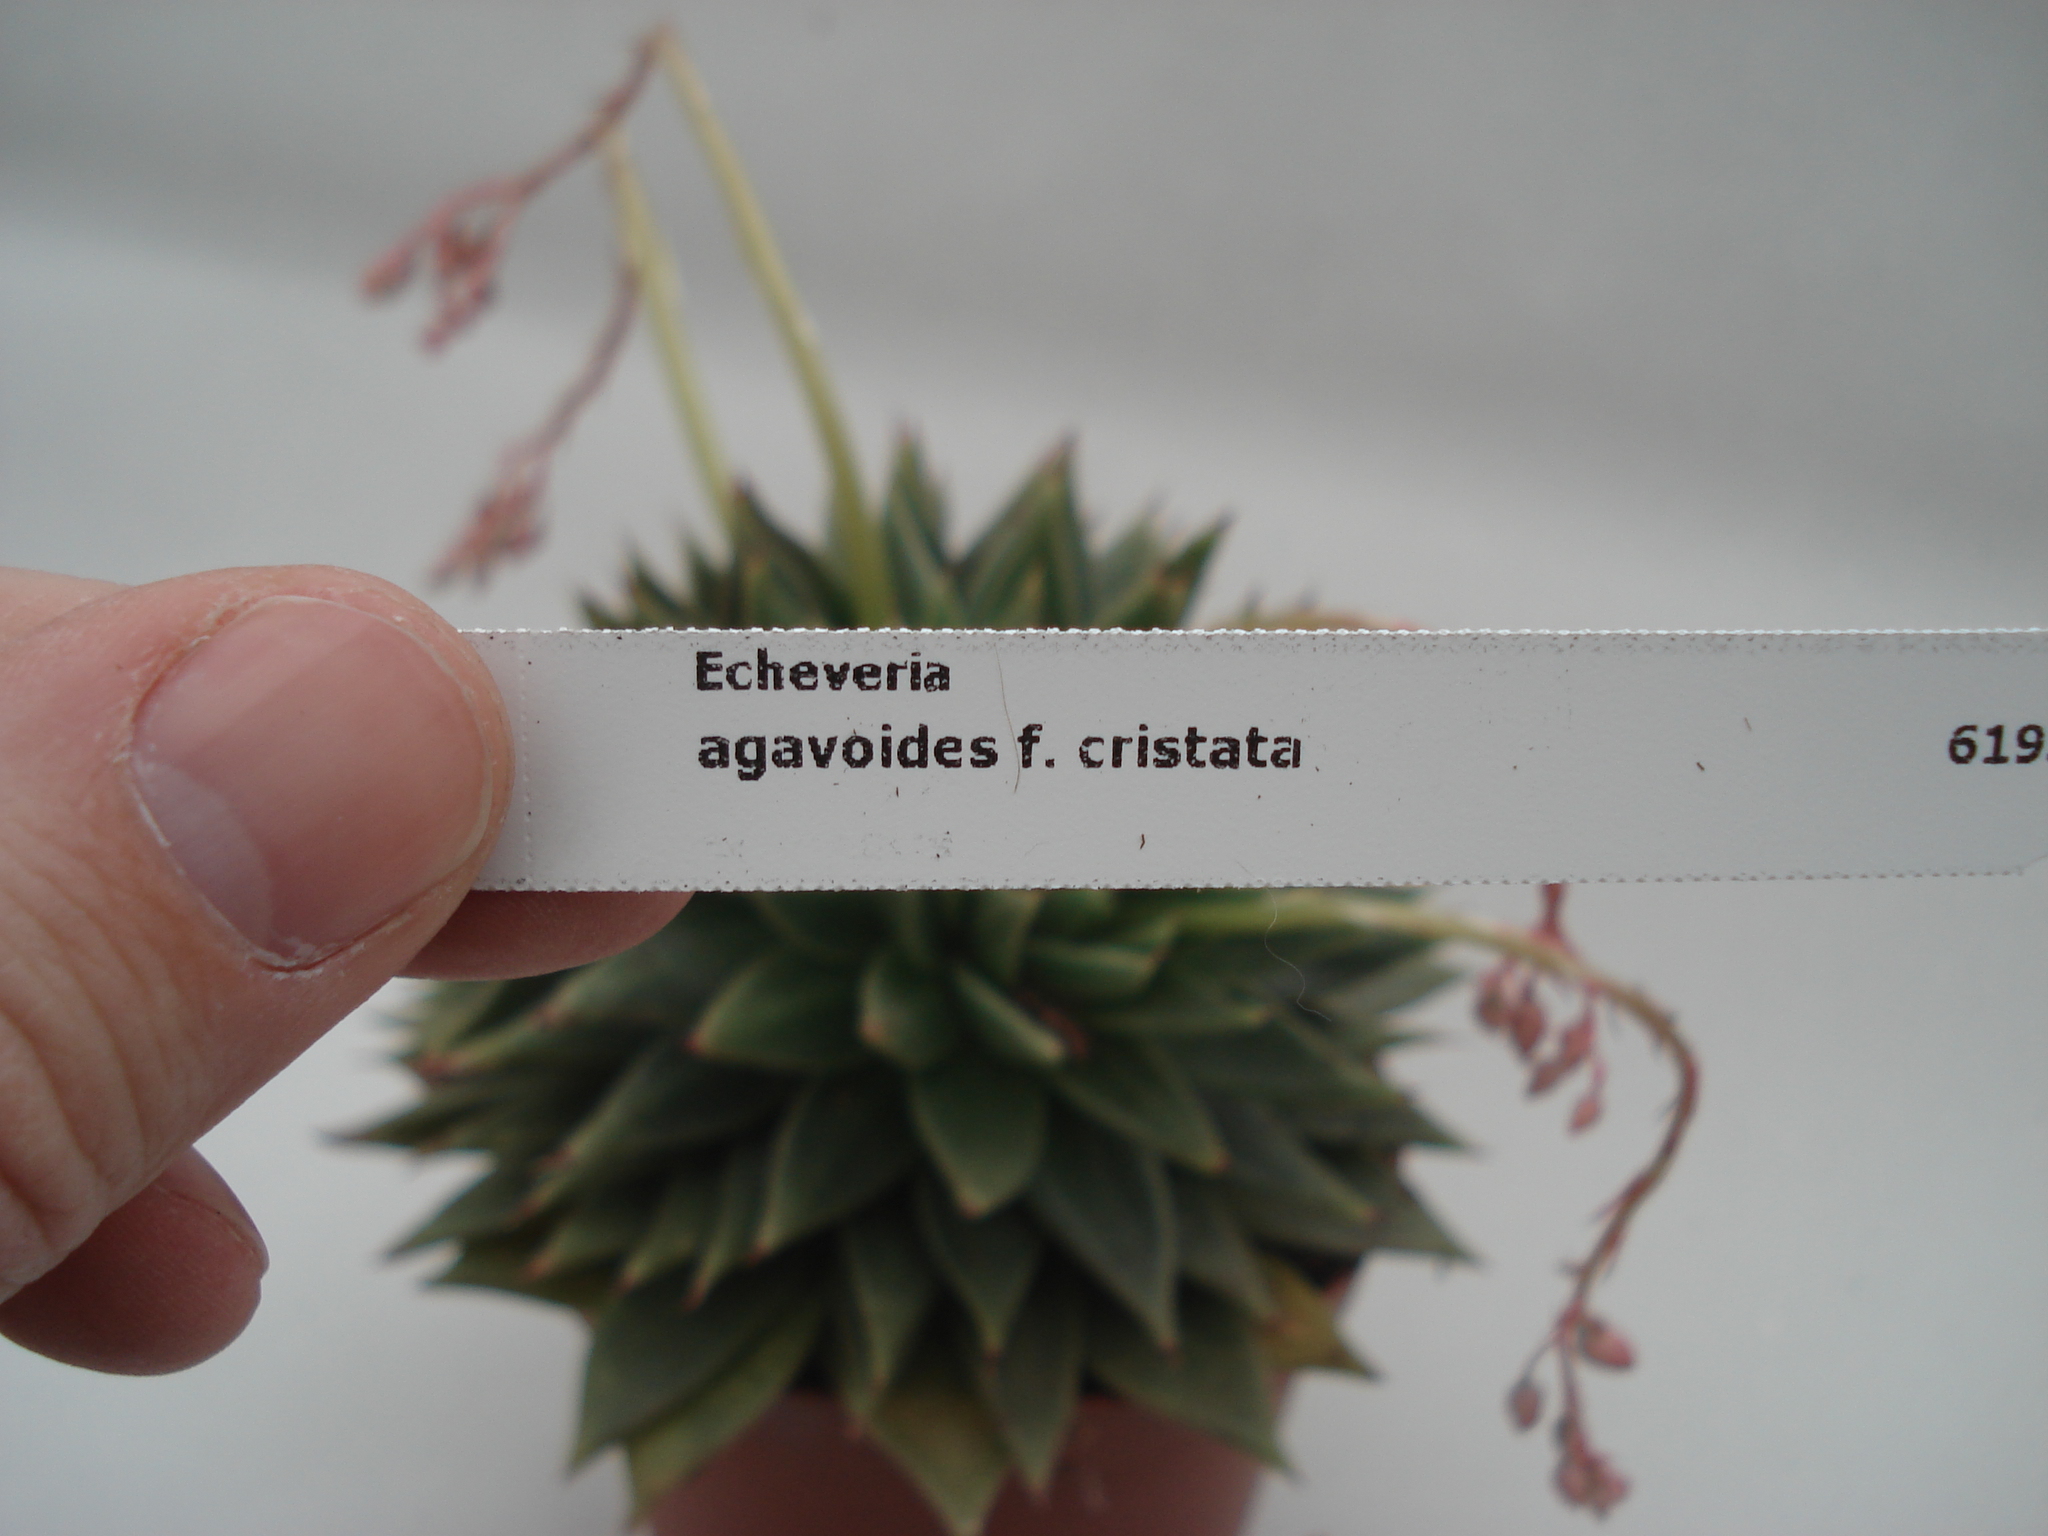 Echeveria
agavoides f. cristata
619